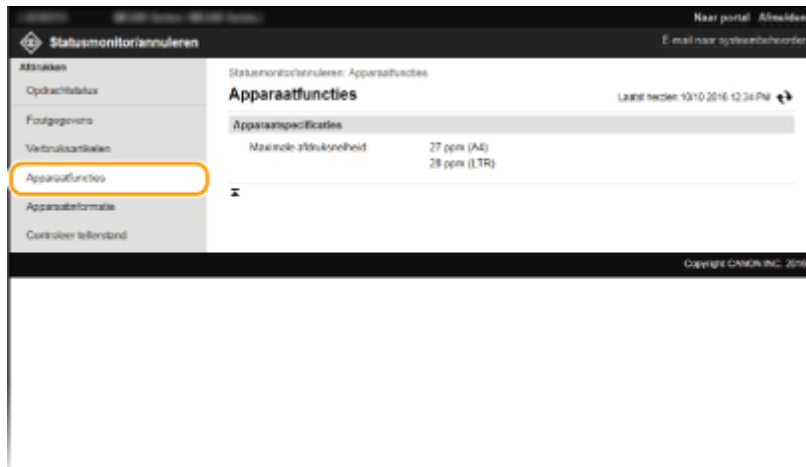 Naar portal Afmelden
Statusmonitor/annuleren
E-mail naar systeembeheerder
Afdrukken
Opdrachtstatus
Foutgegevens
Verbruiksartikelen
Apparaatfuncties
Apparaatinformatie
Controleer tellerstand
Statusmonitor/annuleren: Apparaatfuncties
Apparaatfuncties
Laatst herzien: 10/10 2016 12:34 PM
Apparaatspecificaties
Maximale afdruksnelheid: 27 ppm (A4)
28 ppm (LTR)
Copyright CANON INC. 2016